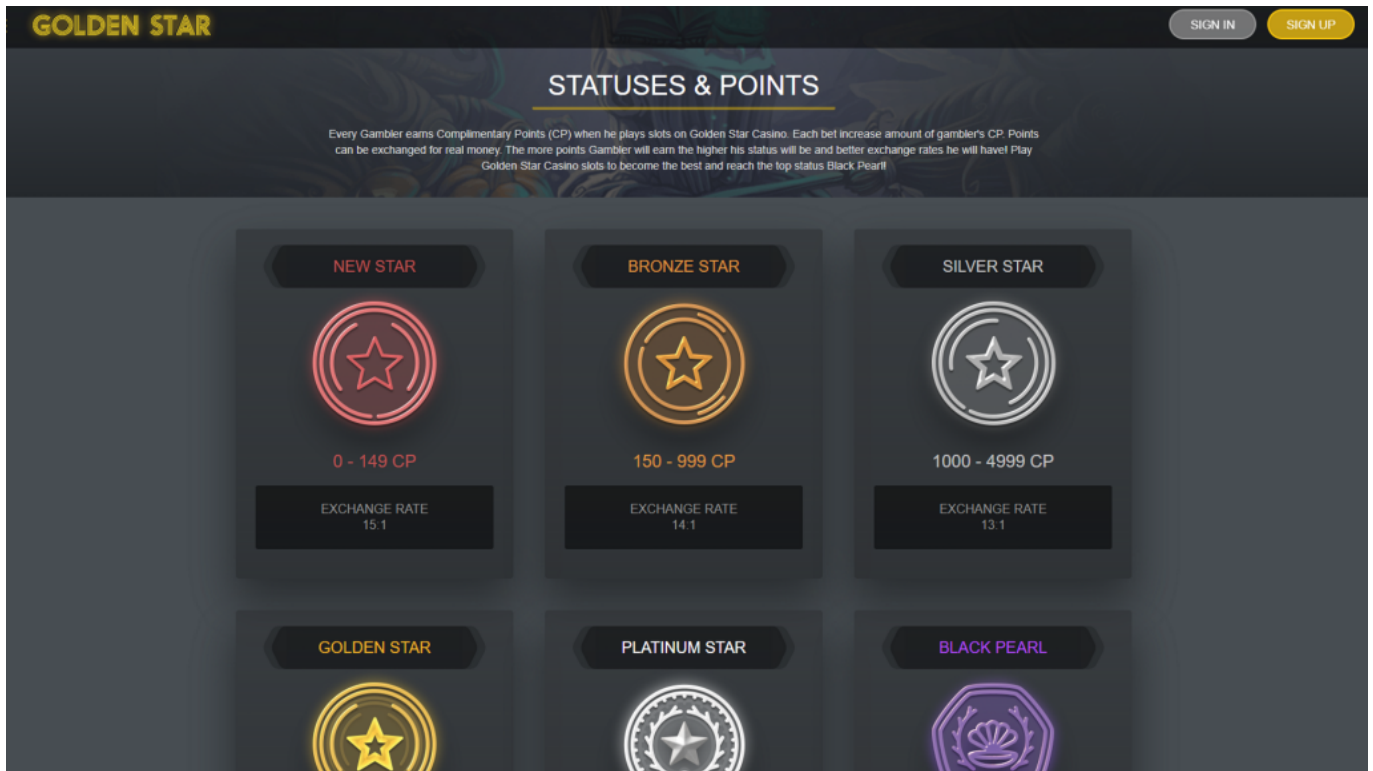 GOLDEN STAR
SIGN IN
SIGN UP
STATUSES & POINTS
Every Gambler earns Complimentary Points (CP) when he plays slots on Golden Star Casino. Each bet increase amount of gambler's CP. Points
can be exchanged for real money. The more points Gambler will earn the higher his status will be and better exchange rates he will have! Play
Golden Star Casino slots to become the best and reach the top status Black Pearl!
NEW STAR
0 - 149 CP
EXCHANGE RATE
15:1
BRONZE STAR
150 - 999 CP
EXCHANGE RATE
14:1
SILVER STAR
1000 - 4999 CP
EXCHANGE RATE
13:1
GOLDEN STAR
PLATINUM STAR
BLACK PEARL